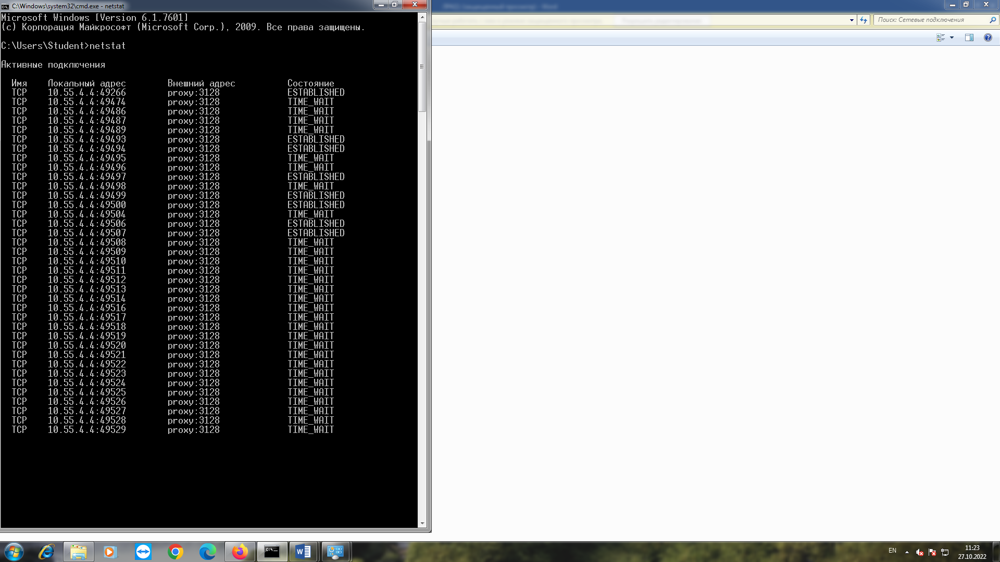 C:\Windows\system32\cmd.exe - netstat
Microsoft Windows [Version 6.1.7601]
(c) Корпорация Майкрософт (Microsoft Corp.), 2009. Все права защищены.
C:\Users\Student>netstat
Активные подключения
Имя Локальный адрес Внешний адрес Состояние
TCP 10.55.4.4:49266 proxy:3128 ESTABLISHED
TCP 10.55.4.4:49474 proxy:3128 TIME_WAIT
TCP 10.55.4.4:49486 proxy:3128 TIME_WAIT
TCP 10.55.4.4:49487 proxy:3128 TIME_WAIT
TCP 10.55.4.4:49489 proxy:3128 TIME_WAIT
TCP 10.55.4.4:49493 proxy:3128 ESTABLISHED
TCP 10.55.4.4:49494 proxy:3128 ESTABLISHED
TCP 10.55.4.4:49495 proxy:3128 TIME_WAIT
TCP 10.55.4.4:49496 proxy:3128 TIME_WAIT
TCP 10.55.4.4:49497 proxy:3128 ESTABLISHED
TCP 10.55.4.4:49498 proxy:3128 TIME_WAIT
TCP 10.55.4.4:49499 proxy:3128 ESTABLISHED
TCP 10.55.4.4:49500 proxy:3128 ESTABLISHED
TCP 10.55.4.4:49504 proxy:3128 TIME_WAIT
TCP 10.55.4.4:49506 proxy:3128 ESTABLISHED
TCP 10.55.4.4:49507 proxy:3128 ESTABLISHED
TCP 10.55.4.4:49508 proxy:3128 TIME_WAIT
TCP 10.55.4.4:49509 proxy:3128 TIME_WAIT
TCP 10.55.4.4:49510 proxy:3128 TIME_WAIT
TCP 10.55.4.4:49511 proxy:3128 TIME_WAIT
TCP 10.55.4.4:49512 proxy:3128 TIME_WAIT
TCP 10.55.4.4:49513 proxy:3128 TIME_WAIT
TCP 10.55.4.4:49514 proxy:3128 TIME_WAIT
TCP 10.55.4.4:49516 proxy:3128 TIME_WAIT
TCP 10.55.4.4:49517 proxy:3128 TIME_WAIT
TCP 10.55.4.4:49518 proxy:3128 TIME_WAIT
TCP 10.55.4.4:49519 proxy:3128 TIME_WAIT
TCP 10.55.4.4:49520 proxy:3128 TIME_WAIT
TCP 10.55.4.4:49521 proxy:3128 TIME_WAIT
TCP 10.55.4.4:49522 proxy:3128 TIME_WAIT
TCP 10.55.4.4:49523 proxy:3128 TIME_WAIT
TCP 10.55.4.4:49524 proxy:3128 TIME_WAIT
TCP 10.55.4.4:49525 proxy:3128 TIME_WAIT
TCP 10.55.4.4:49526 proxy:3128 TIME_WAIT
TCP 10.55.4.4:49527 proxy:3128 TIME_WAIT
TCP 10.55.4.4:49528 proxy:3128 TIME_WAIT
TCP 10.55.4.4:49529 proxy:3128 TIME_WAIT
Поиск: Сетевые подключения
EN
11:23
27.10.2022